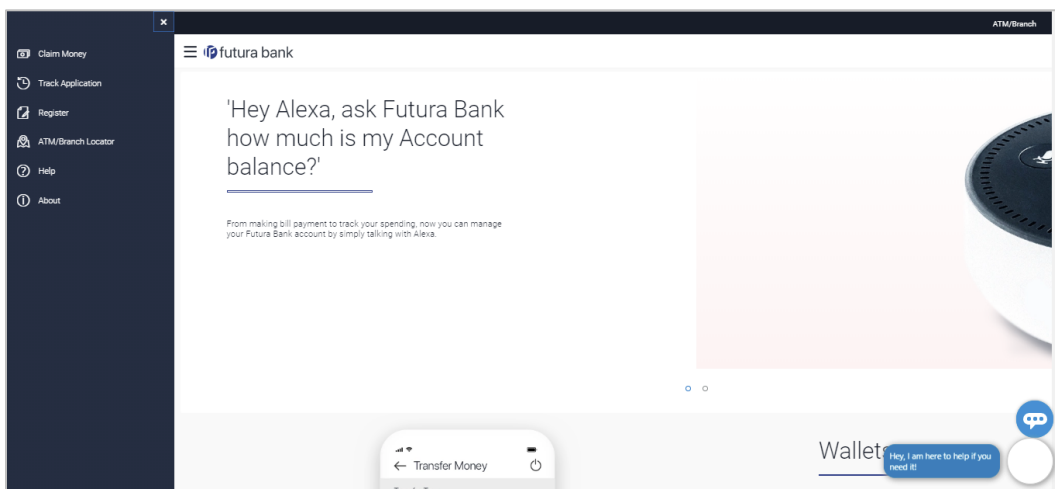 ATM/Branch
Claim Money
Track Application
Register
ATM/Branch Locator
Help
About
futura bank
'Hey Alexa, ask Futura Bank
how much is my Account
balance?'
From making bill payment to track your spending, now you can manage
your Futura Bank account by simply talking with Alexa.
Transfer Money
Wallets
Hey, I am here to help if you
need it!